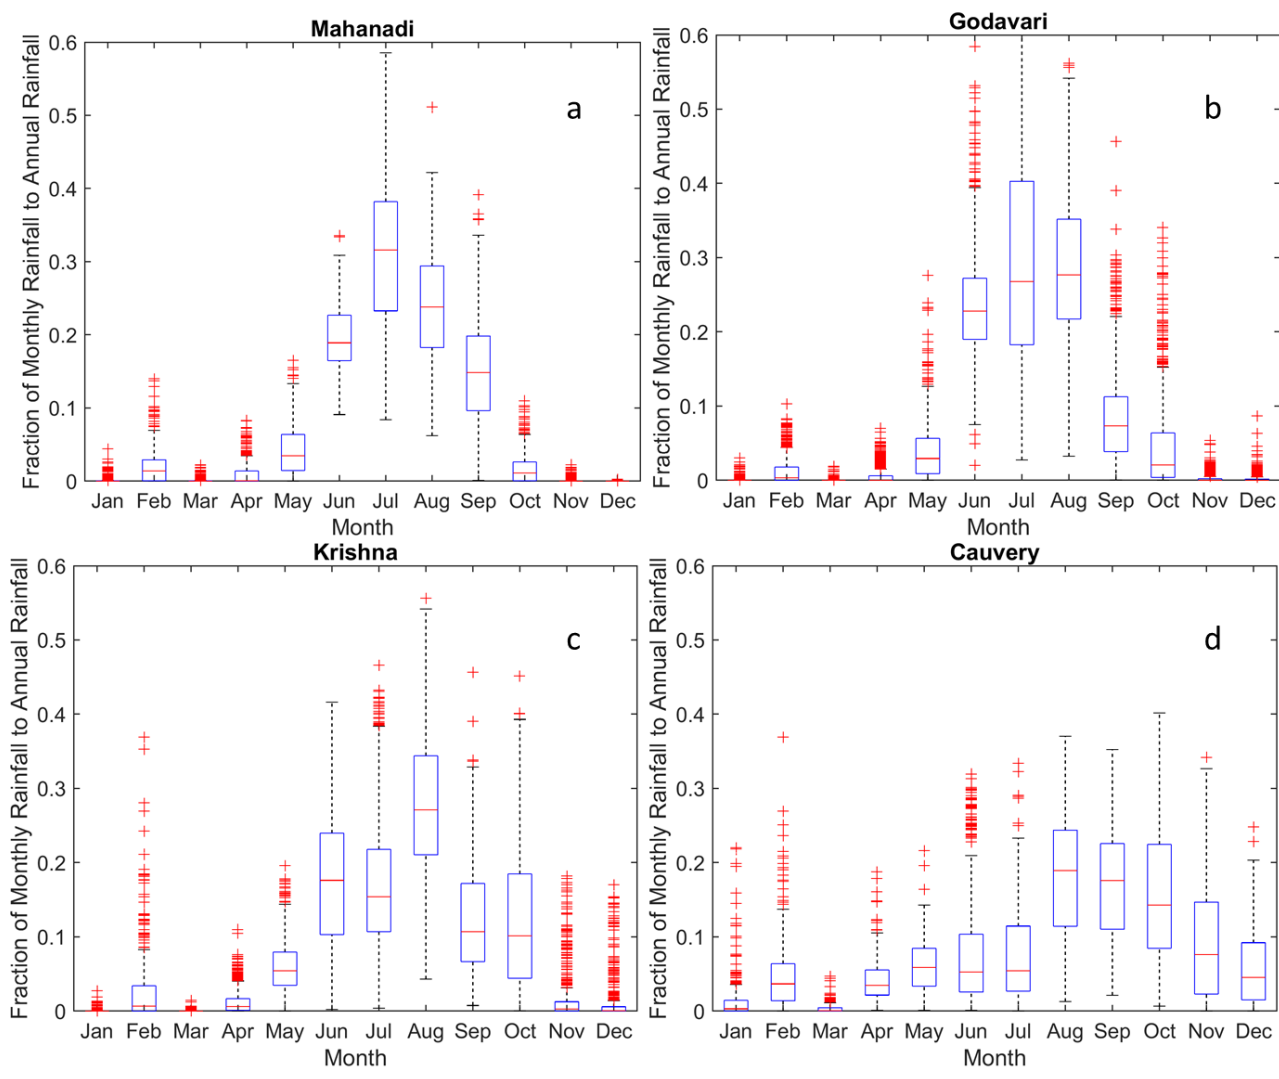 Mahanadi
Fraction of Monthly Rainfall to Annual Rainfall
0.6
0.5
0.4
0.3
0.2
0.1
0
a
Jan Feb Mar Apr May Jun Jul Aug Sep Oct Nov Dec
Month
Godavari
Fraction of Monthly Rainfall to Annual Rainfall
0.6
0.5
0.4
0.3
0.2
0.1
0
b
Jan Feb Mar Apr May Jun Jul Aug Sep Oct Nov Dec
Month
Krishna
Fraction of Monthly Rainfall to Annual Rainfall
0.6
0.5
0.4
0.3
0.2
0.1
0
c
Jan Feb Mar Apr May Jun Jul Aug Sep Oct Nov Dec
Month
Cauvery
Fraction of Monthly Rainfall to Annual Rainfall
0.6
0.5
0.4
0.3
0.2
0.1
0
d
Jan Feb Mar Apr May Jun Jul Aug Sep Oct Nov Dec
Month